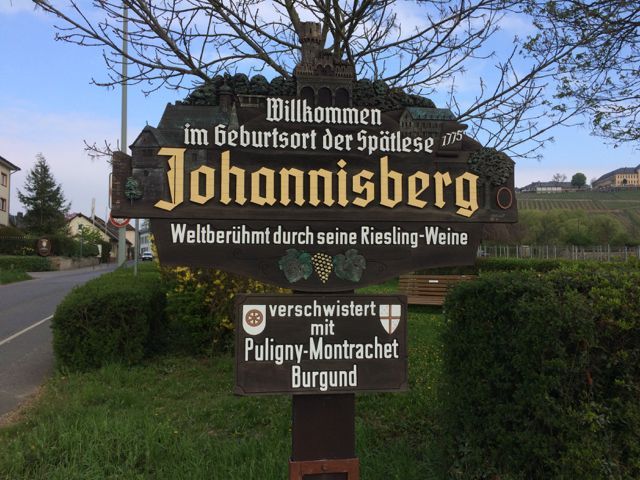 Willkommen
im Geburtsort der Spätlese 1775
Johannisberg
Weltberühmt durch seine Riesling-Weine
verschwistert
mit
Puligny-Montrachet
Burgund